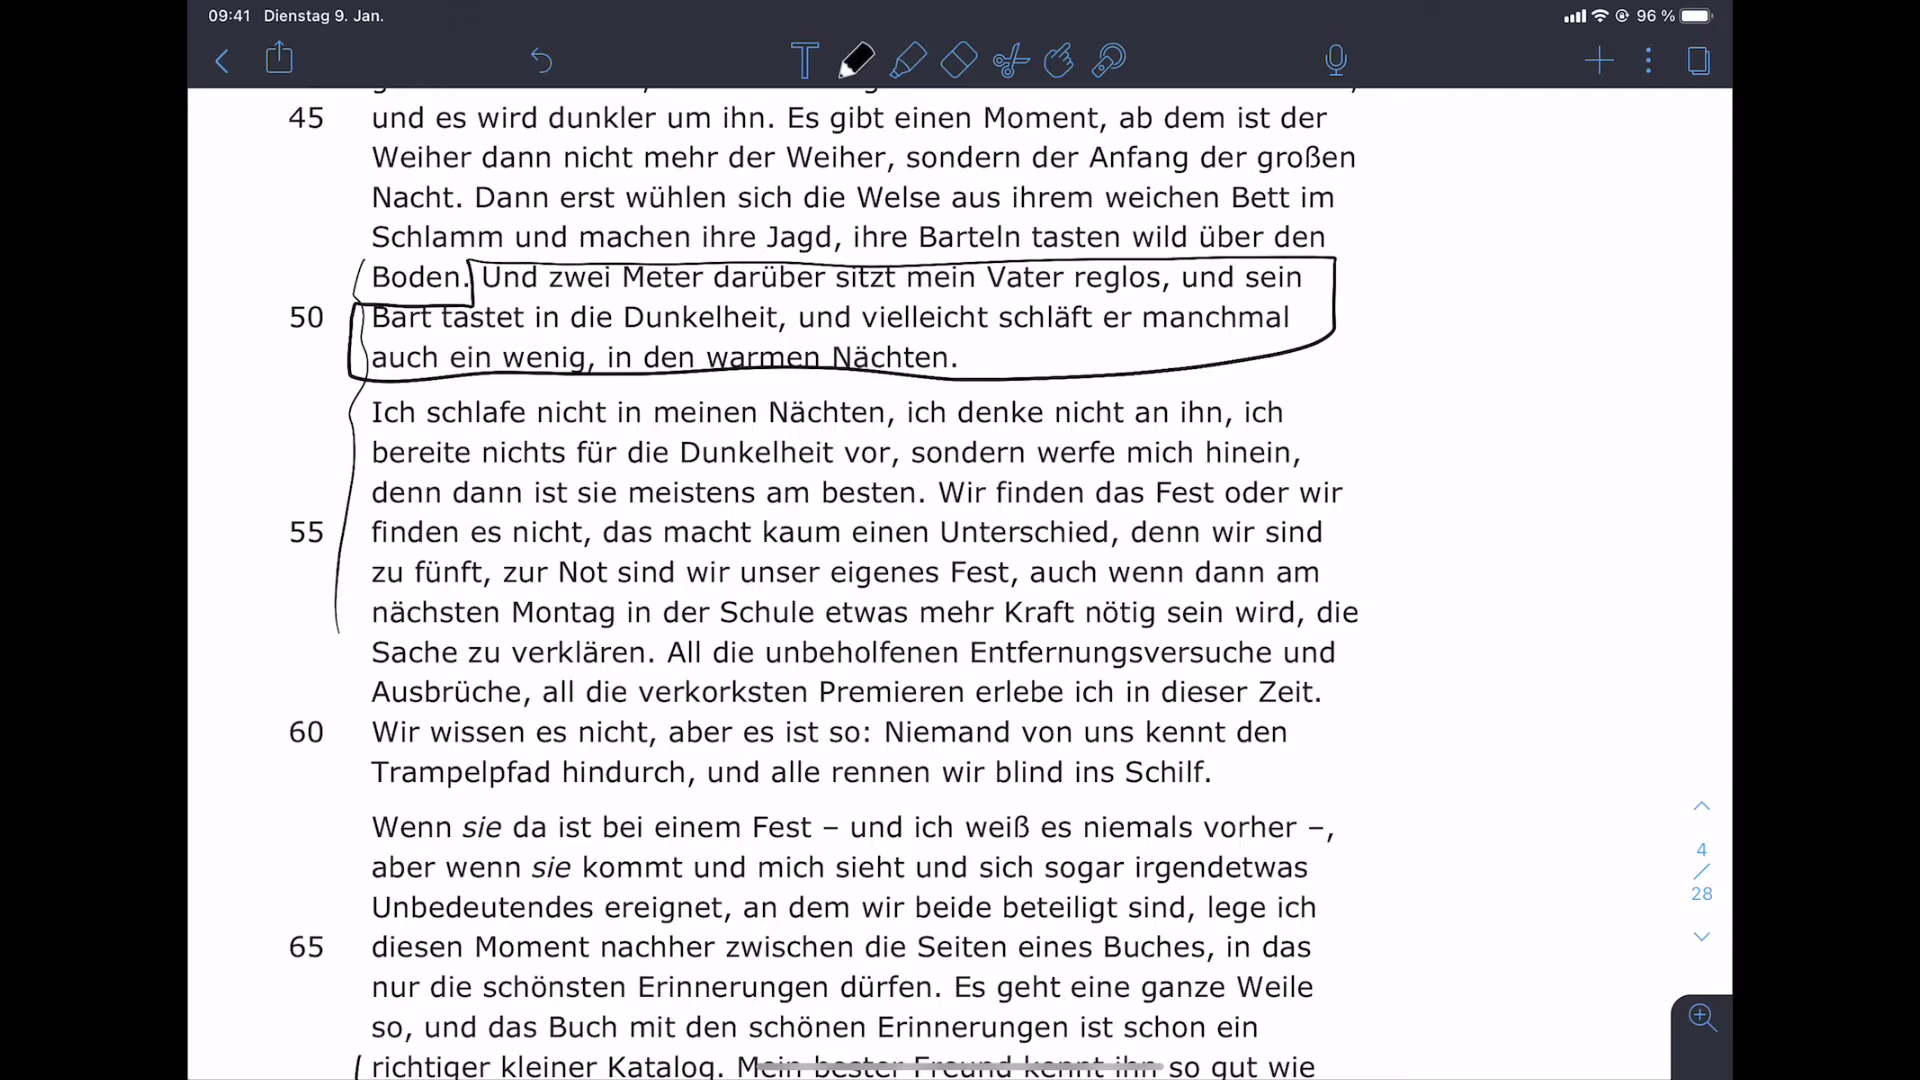 09:41 Dienstag 9. Jan.
96 %
45 und es wird dunkler um ihn. Es gibt einen Moment, ab dem ist der
Weiher dann nicht mehr der Weiher, sondern der Anfang der großen
Nacht. Dann erst wühlen sich die Welse aus ihrem weichen Bett im
Schlamm und machen ihre Jagd, ihre Barteln tasten wild über den
Boden. Und zwei Meter darüber sitzt mein Vater reglos, und sein
50 Bart tastet in die Dunkelheit, und vielleicht schläft er manchmal
auch ein wenig, in den warmen Nächten.
Ich schlafe nicht in meinen Nächten, ich denke nicht an ihn, ich
bereite nichts für die Dunkelheit vor, sondern werfe mich hinein,
denn dann ist sie meistens am besten. Wir finden das Fest oder wir
55 finden es nicht, das macht kaum einen Unterschied, denn wir sind
zu fünft, zur Not sind wir unser eigenes Fest, auch wenn dann am
nächsten Montag in der Schule etwas mehr Kraft nötig sein wird, die
Sache zu verklären. All die unbeholfenen Entfernungsversuche und
Ausbrüche, all die verkorksten Premieren erlebe ich in dieser Zeit.
60 Wir wissen es nicht, aber es ist so: Niemand von uns kennt den
Trampelpfad hindurch, und alle rennen wir blind ins Schilf.
Wenn sie da ist bei einem Fest – und ich weiß es niemals vorher –,
aber wenn sie kommt und mich sieht und sich sogar irgendetwas
Unbedeutendes ereignet, an dem wir beide beteiligt sind, lege ich
65 diesen Moment nachher zwischen die Seiten eines Buches, in das
nur die schönsten Erinnerungen dürfen. Es geht eine ganze Weile
so, und das Buch mit den schönen Erinnerungen ist schon ein
richtiger kleiner Katalog. Mein bester Freund kennt ihn so gut wie
4
/
28